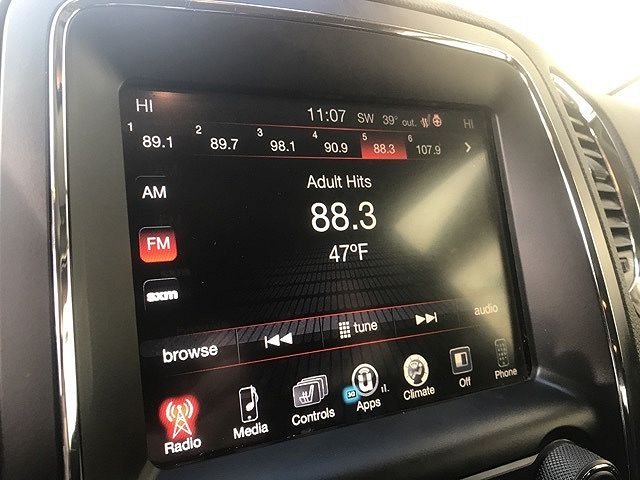 HI 11:07 SW 39° out. HI
1 89.1 2 89.7 3 98.1 4 90.9 5 88.3 6 107.9
Adult Hits
AM
88.3
FM
47ºF
sxm
browse tune audio
3G
Radio Media Controls Apps Climate Off Phone